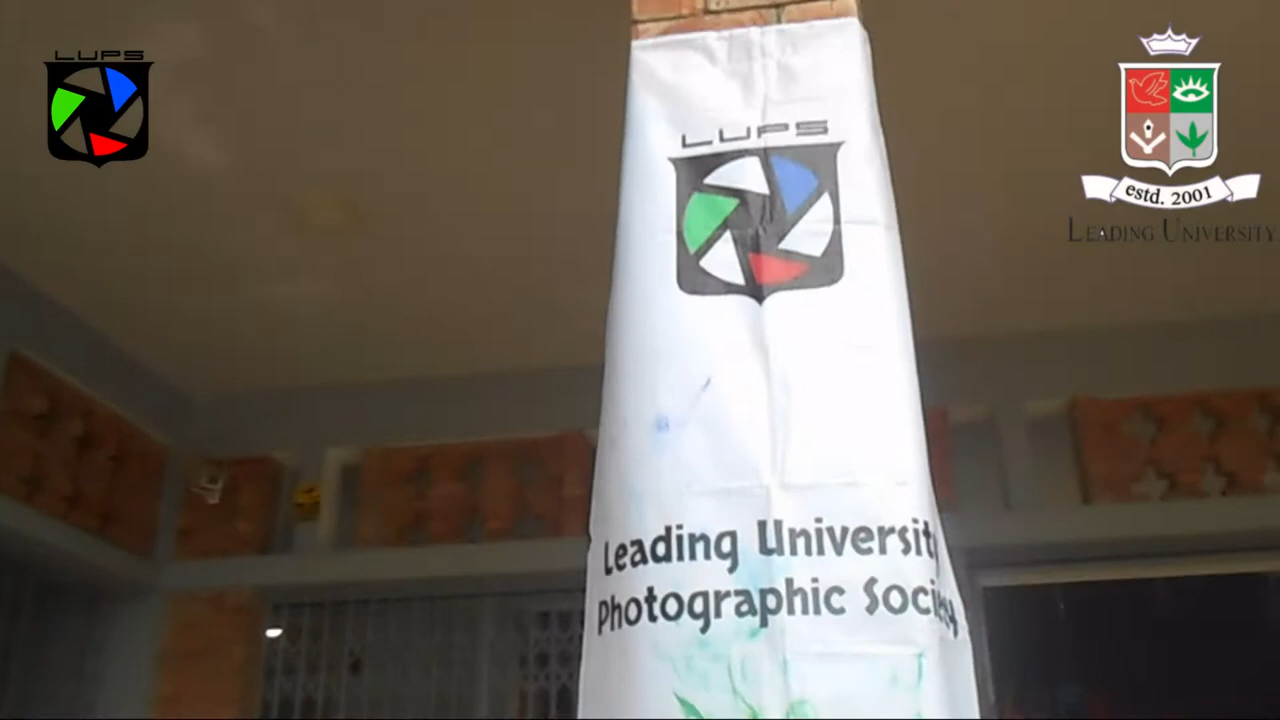 LUPS
estd. 2001
LEADING UNIVERSITY
LUPS
Leading University
Photographic Society